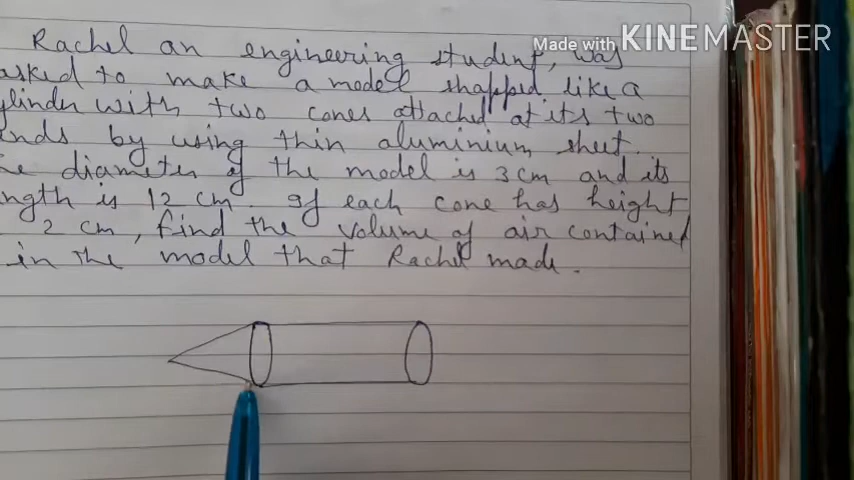 Made with KINEMASTER
Rachel an engineering student, was
asked to make a model shapped like a
ylinder with two cones attached at its two
ends by using thin aluminium sheet.
he diameter of the model is 3 cm and its
ngth is 12 cm. If each cone has height
2 cm, find the volume of air contained
in the model that Rachel made.